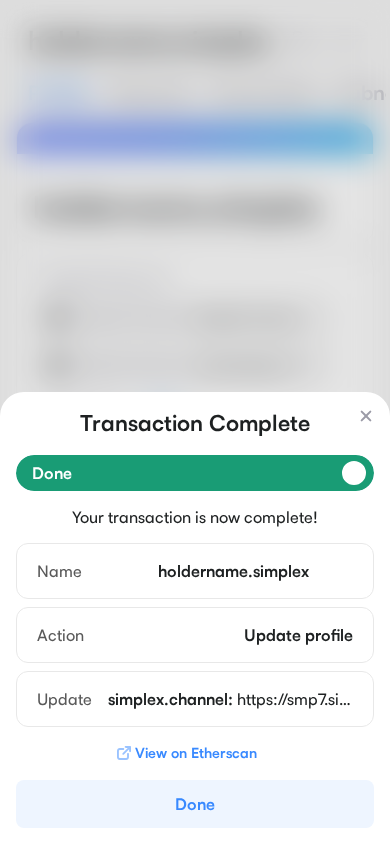 Transaction Complete
Done
Your transaction is now complete!
Name holdername.simplex
Action Update profile
Update simplex.channel: https://smp7.si...
View on Etherscan
Done